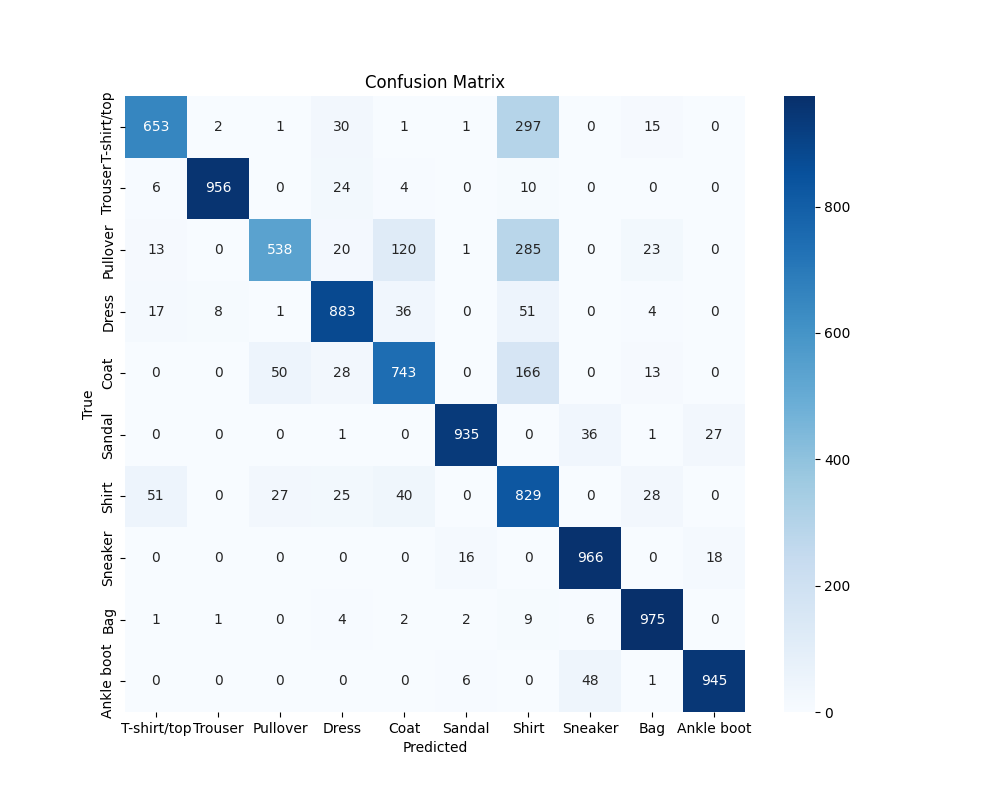 Confusion Matrix
T-shirt/top 653 2 1 30 1 1 297 0 15 0
Trouser 6 956 0 24 4 0 10 0 0 0
Pullover 13 0 538 20 120 1 285 0 23 0
Dress 17 8 1 883 36 0 51 0 4 0
Coat 0 0 50 28 743 0 166 0 13 0
Sandal 0 0 0 1 0 935 0 36 1 27
Shirt 51 0 27 25 40 0 829 0 28 0
Sneaker 0 0 0 0 0 16 0 966 0 18
Bag 1 1 0 4 2 2 9 6 975 0
Ankle boot 0 0 0 0 0 6 0 48 1 945
T-shirt/top Trouser Pullover Dress Coat Sandal Shirt Sneaker Bag Ankle boot
Predicted
True
800
600
400
200
0